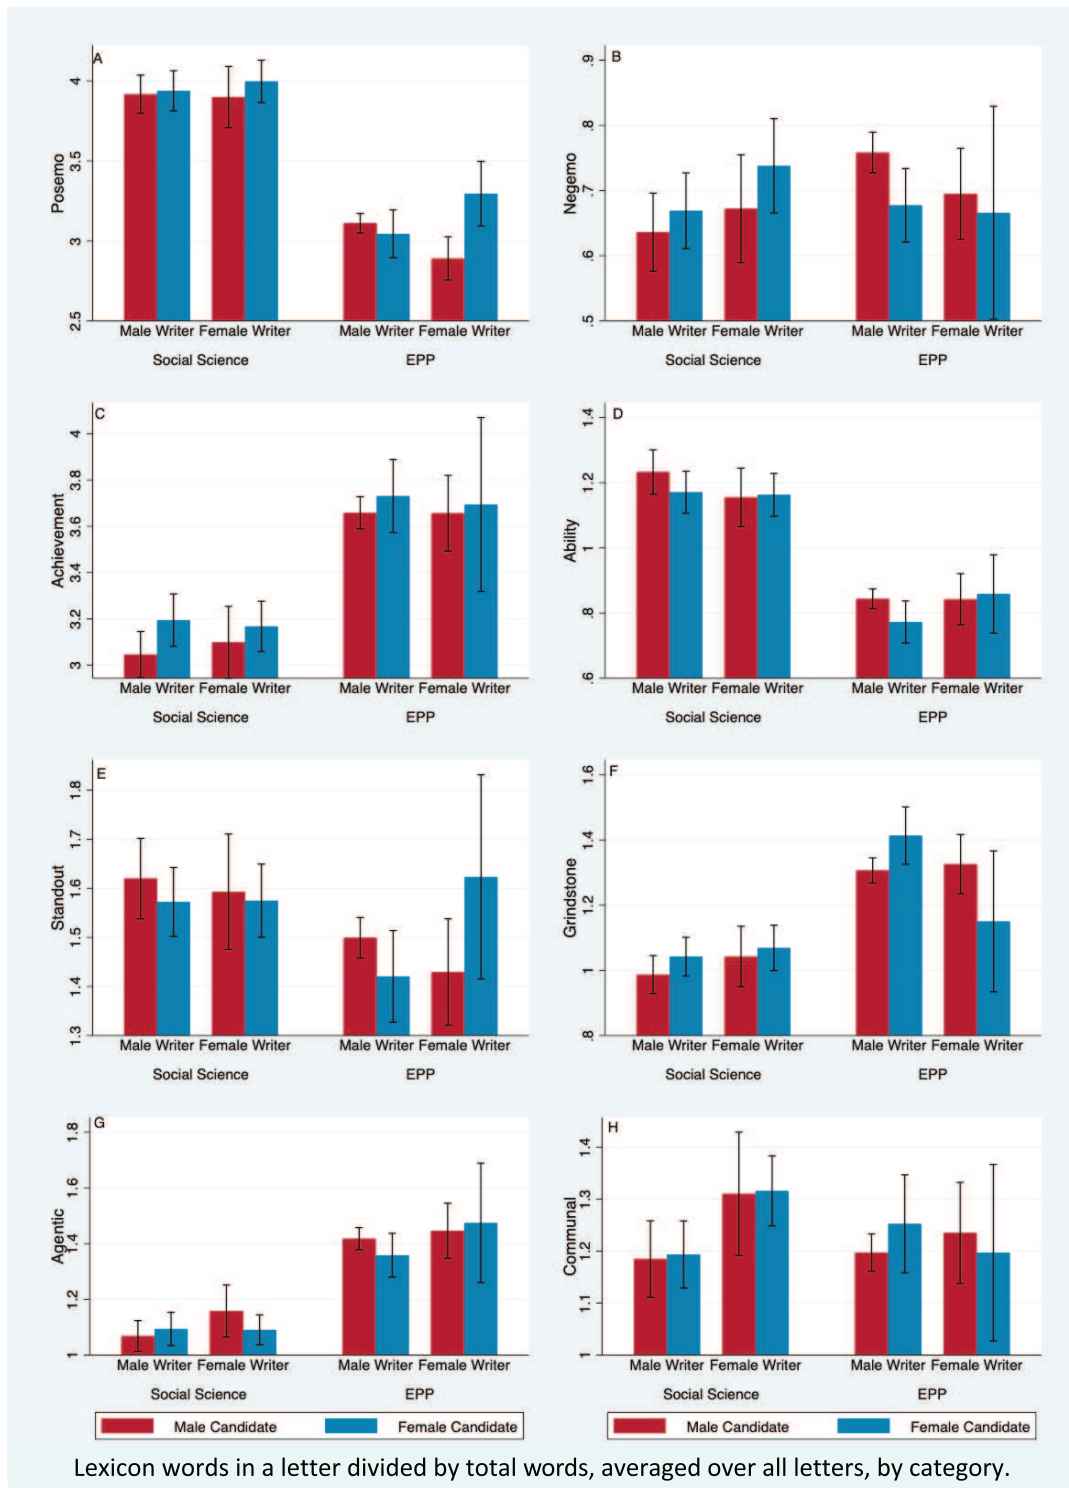 A
Posemo
4
3.5
3
2.5
Male Writer Female Writer Male Writer Female Writer
Social Science EPP
B
Negemo
.9
.8
.7
.6
.5
Male Writer Female Writer Male Writer Female Writer
Social Science EPP
C
Achievement
4
3.8
3.6
3.4
3.2
3
Male Writer Female Writer Male Writer Female Writer
Social Science EPP
D
Ability
1.4
1.2
1
.8
.6
Male Writer Female Writer Male Writer Female Writer
Social Science EPP
E
Standout
1.8
1.7
1.6
1.5
1.4
1.3
Male Writer Female Writer Male Writer Female Writer
Social Science EPP
F
Grindstone
1.6
1.4
1.2
1
.8
Male Writer Female Writer Male Writer Female Writer
Social Science EPP
G
Agentic
1.8
1.6
1.4
1.2
1
Male Writer Female Writer Male Writer Female Writer
Social Science EPP
Male Candidate Female Candidate
H
Communal
1.4
1.3
1.2
1.1
1
Male Writer Female Writer Male Writer Female Writer
Social Science EPP
Male Candidate Female Candidate
Lexicon words in a letter divided by total words, averaged over all letters, by category.